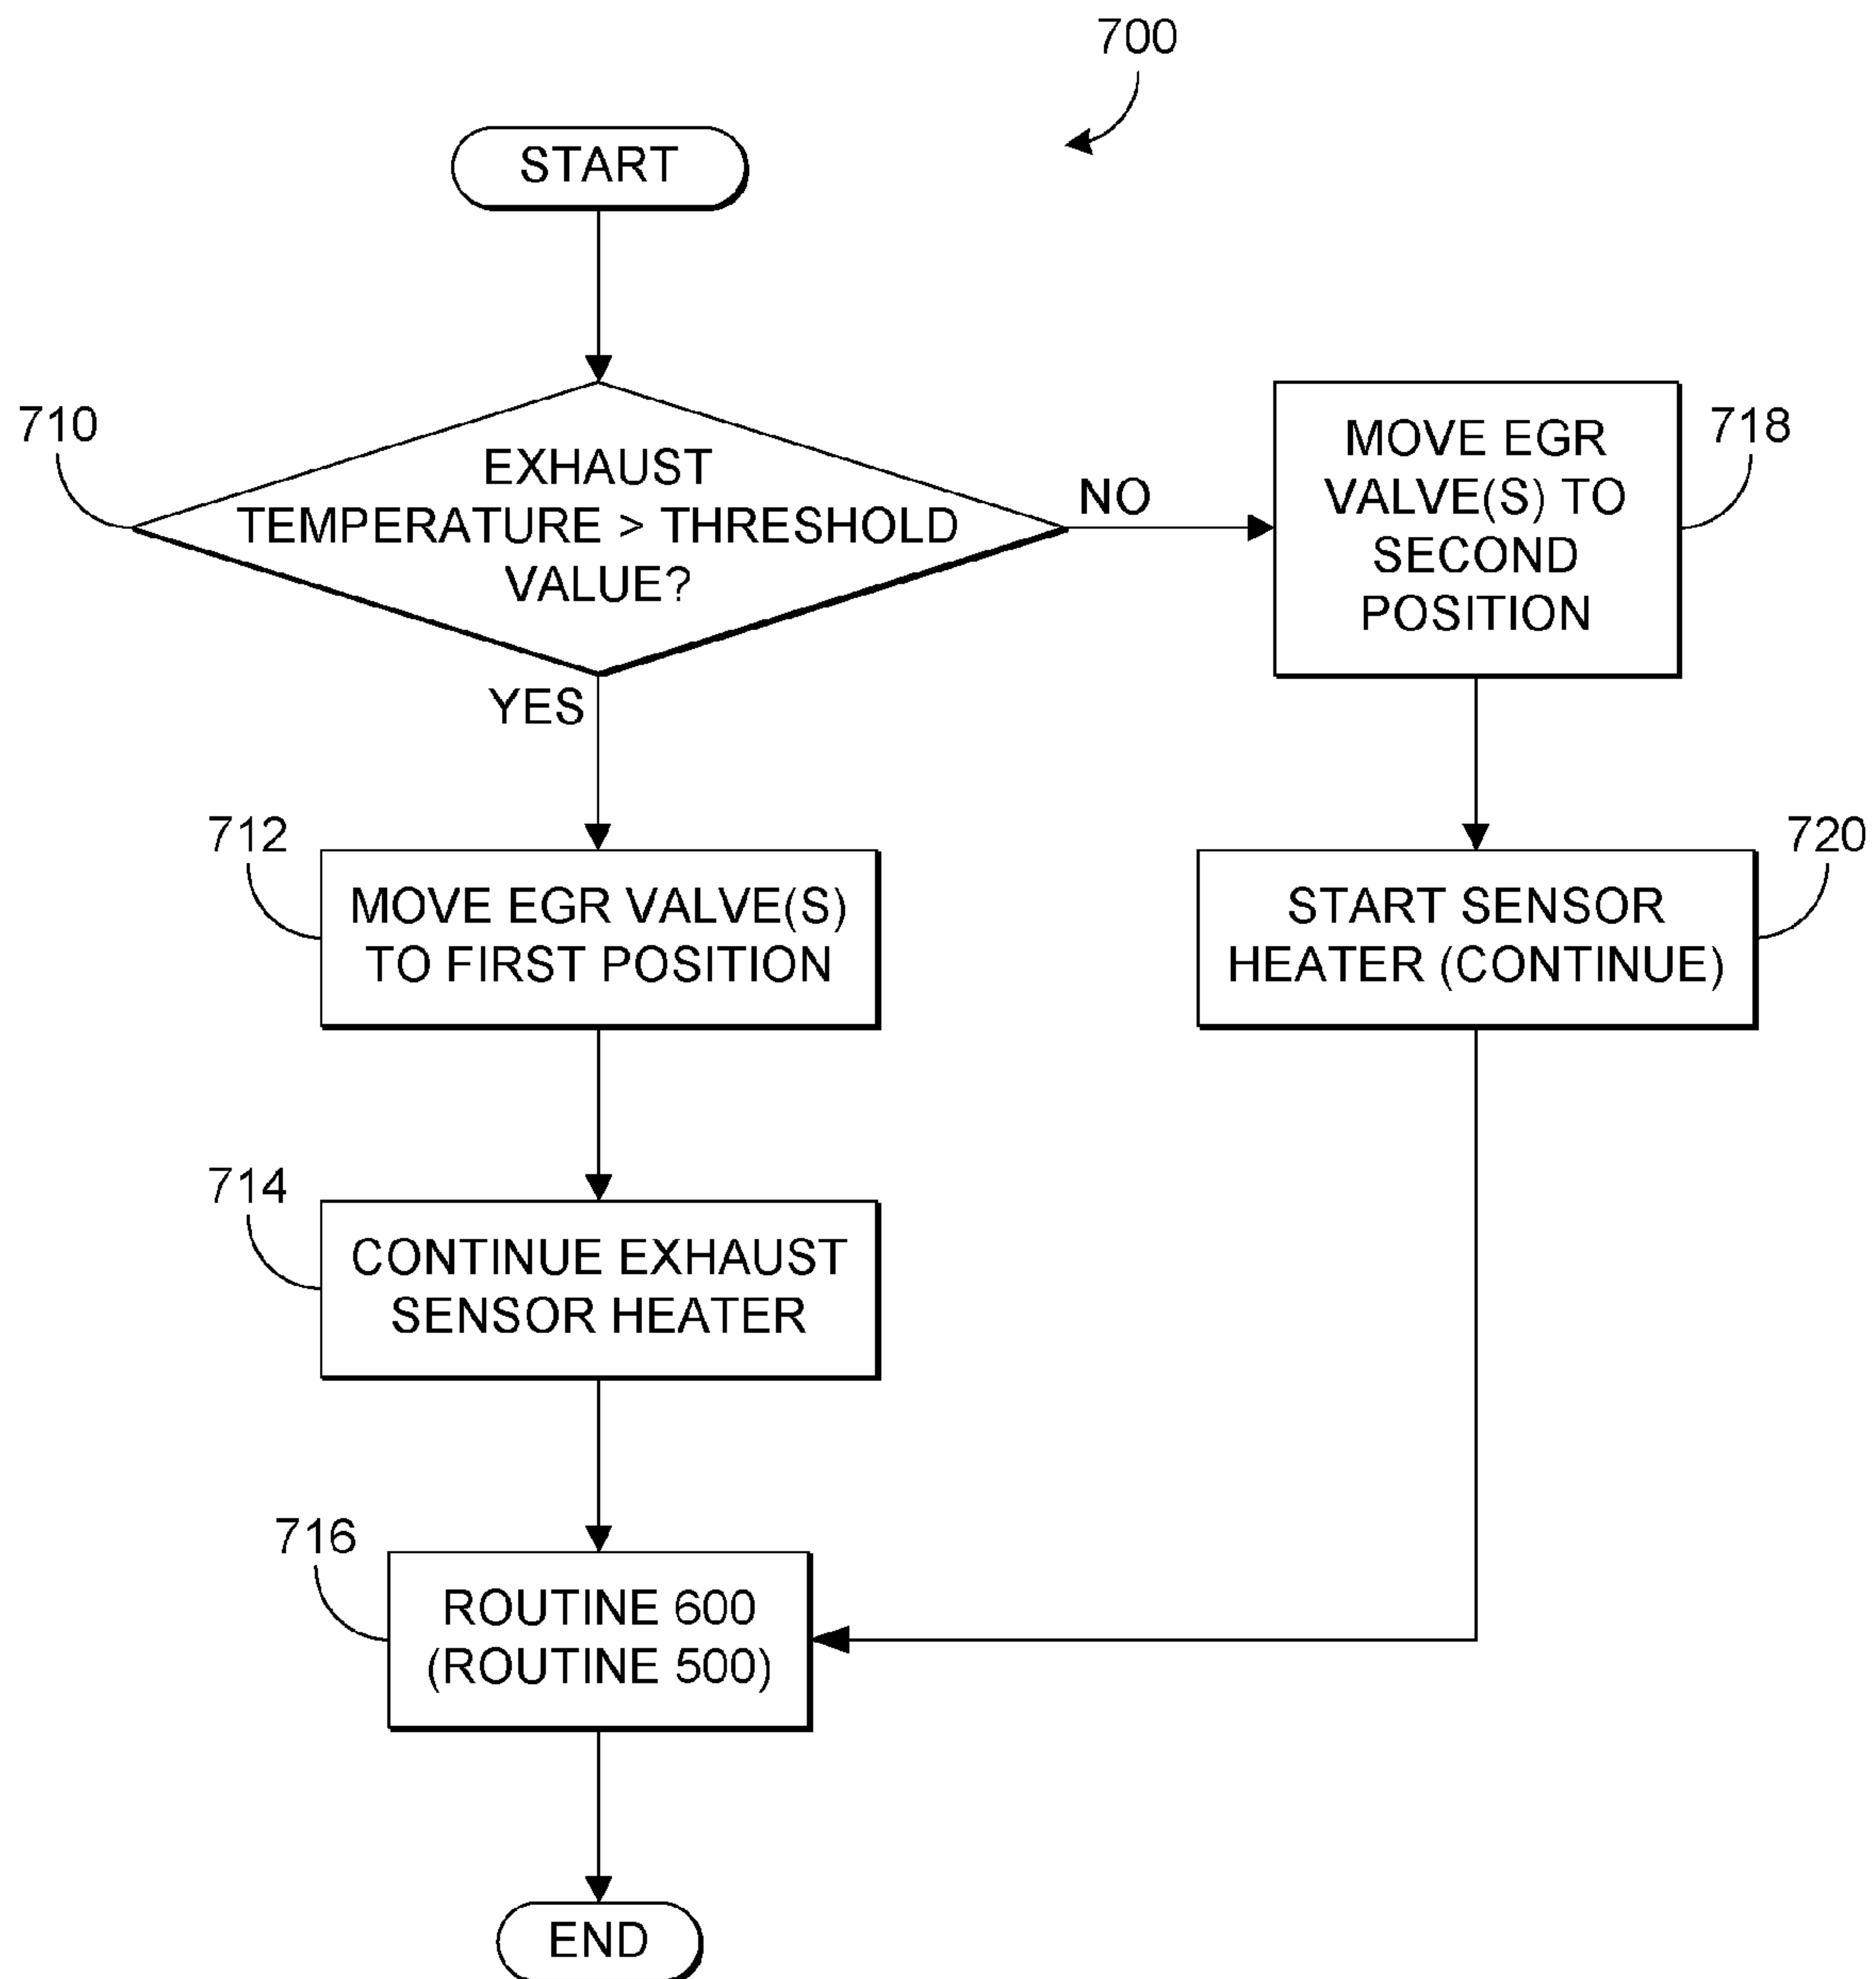 700
START
710
EXHAUST
TEMPERATURE > THRESHOLD
VALUE?
NO
YES
718
MOVE EGR
VALVE(S) TO
SECOND
POSITION
712
MOVE EGR VALVE(S)
TO FIRST POSITION
720
START SENSOR
HEATER (CONTINUE)
714
CONTINUE EXHAUST
SENSOR HEATER
716
ROUTINE 600
(ROUTINE 500)
END